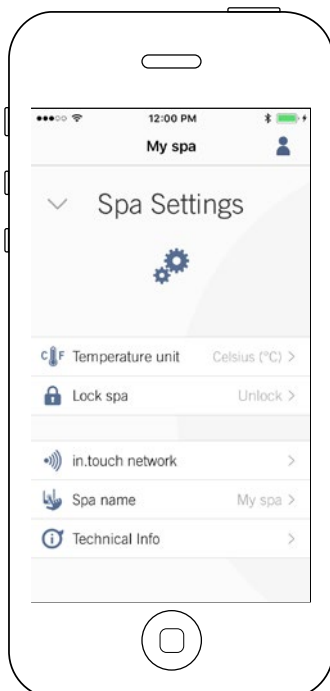 12:00 PM
My spa
Spa Settings
C F Temperature unit Celsius (°C) >
Lock spa Unlock >
in.touch network >
Spa name My spa >
Technical Info >